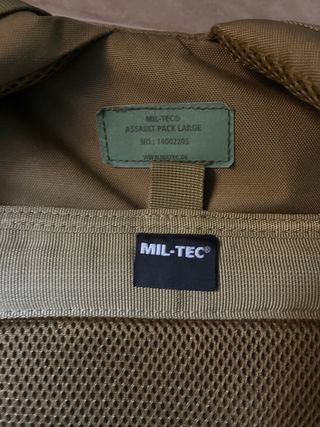 MIL-TEC®
ASSAULT PACK LARGE
NO.: 14002205
WWW.MILTEC.DE
MIL-TEC®